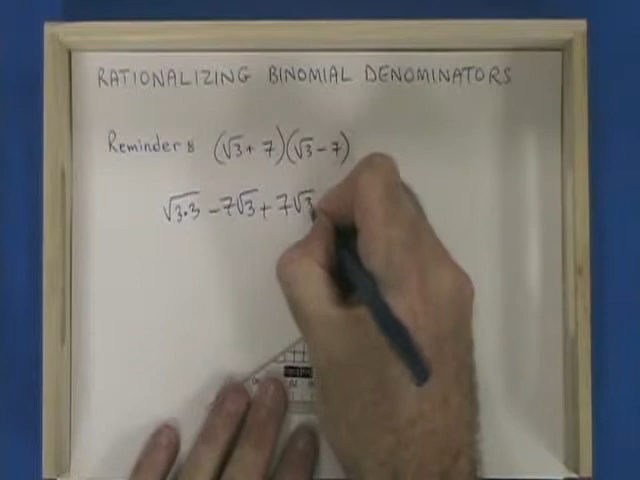 RATIONALIZING BINOMIAL DENOMINATORS
Reminder: (√3 + 7)(√3 − 7)
√3·3 − 7√3 + 7√3